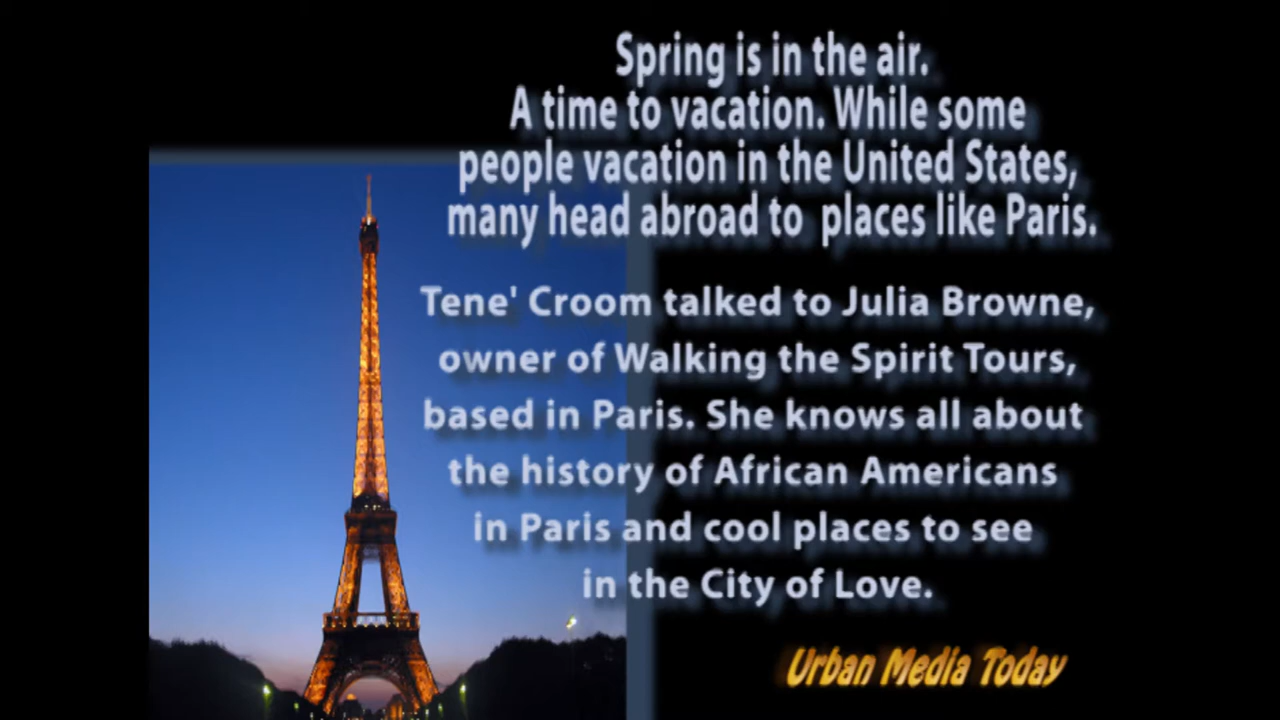 Spring is in the air.
A time to vacation. While some
people vacation in the United States,
many head abroad to places like Paris.
Tene' Croom talked to Julia Browne,
owner of Walking the Spirit Tours,
based in Paris. She knows all about
the history of African Americans
in Paris and cool places to see
in the City of Love.
Urban Media Today